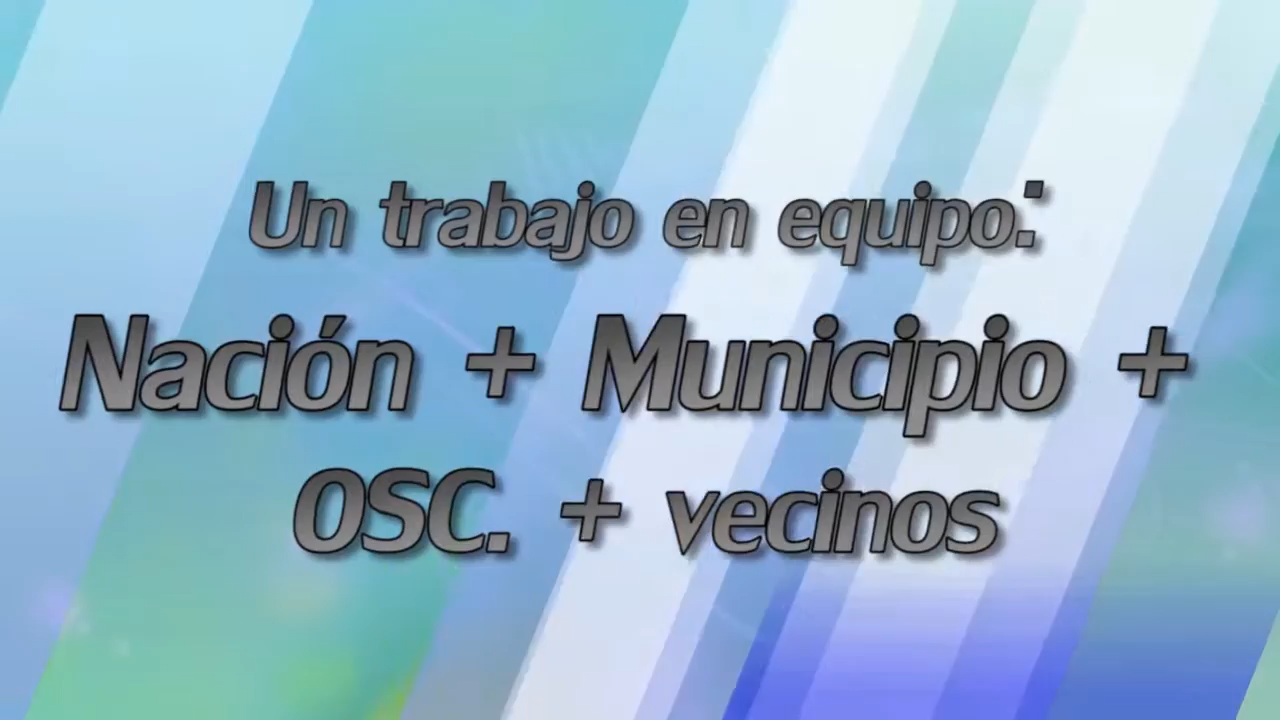 Un trabajo en equipo:
Nación + Municipio +
OSC. + vecinos